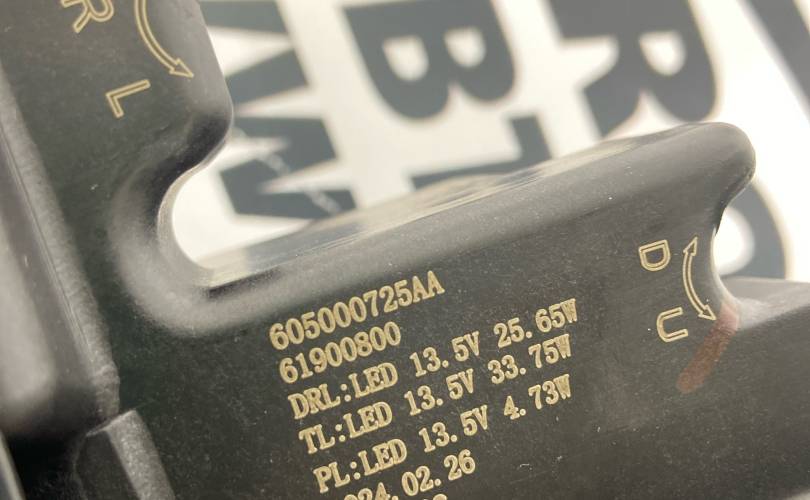 R L
605000725AA
61900800
DRL:LED 13.5V 25.65W
TL:LED 13.5V 33.75W
PL:LED 13.5V 4.73W
024.02.26
D U